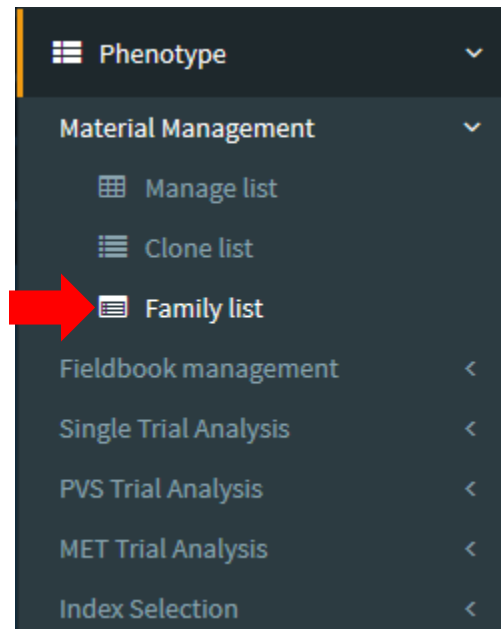 Phenotype
Material Management
Manage list
Clone list
Family list
Fieldbook management
Single Trial Analysis
PVS Trial Analysis
MET Trial Analysis
Index Selection